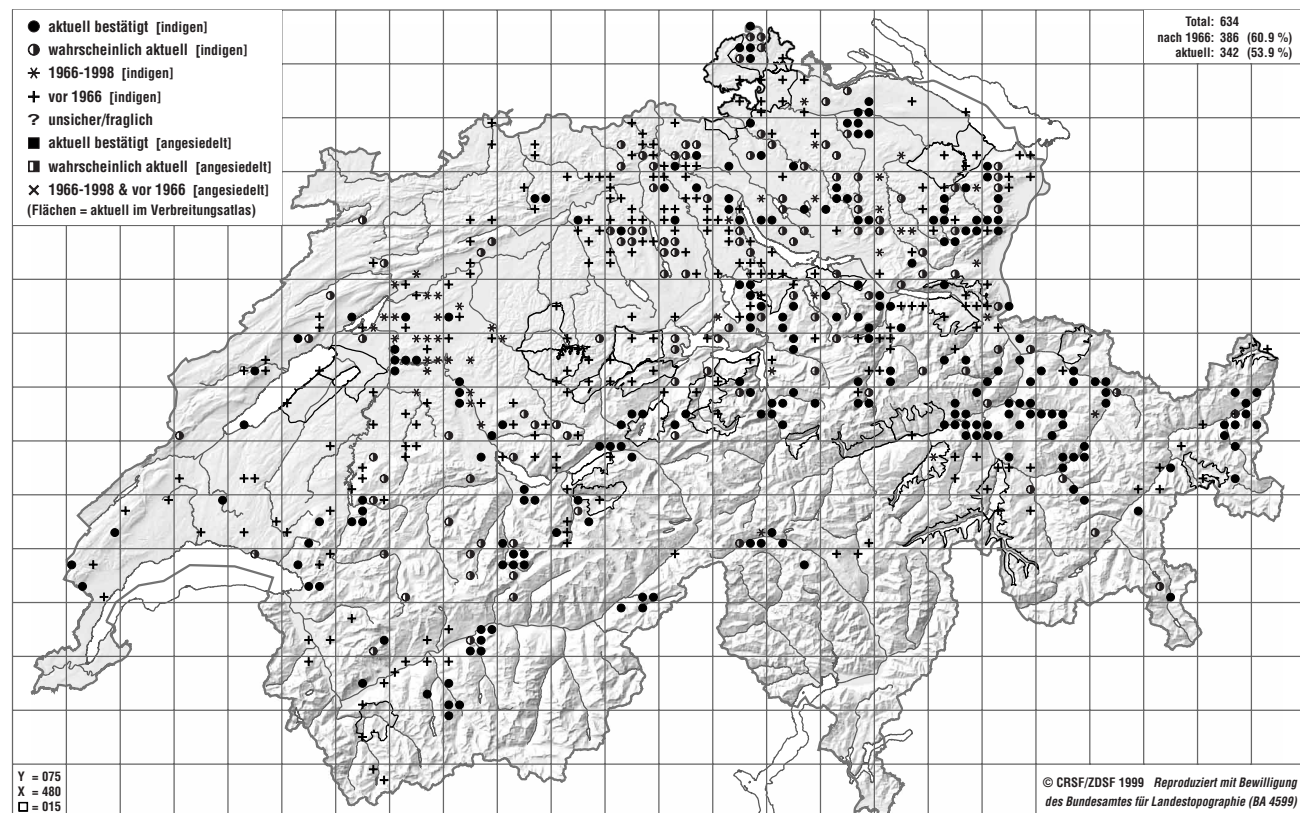 aktuell bestätigt [indigen]
wahrscheinlich aktuell [indigen]
1966-1998 [indigen]
vor 1966 [indigen]
? unsicher/fraglich
aktuell bestätigt [angesiedelt]
wahrscheinlich aktuell [angesiedelt]
1966-1998 & vor 1966 [angesiedelt]
(Flächen = aktuell im Verbreitungsatlas)
Total: 634
nach 1966: 386 (60.9 %)
aktuell: 342 (53.9 %)
Y = 075
X = 480
= 015
© CRSF/ZDSF 1999 Reproduziert mit Bewilligung
des Bundesamtes für Landestopographie (BA 4599)